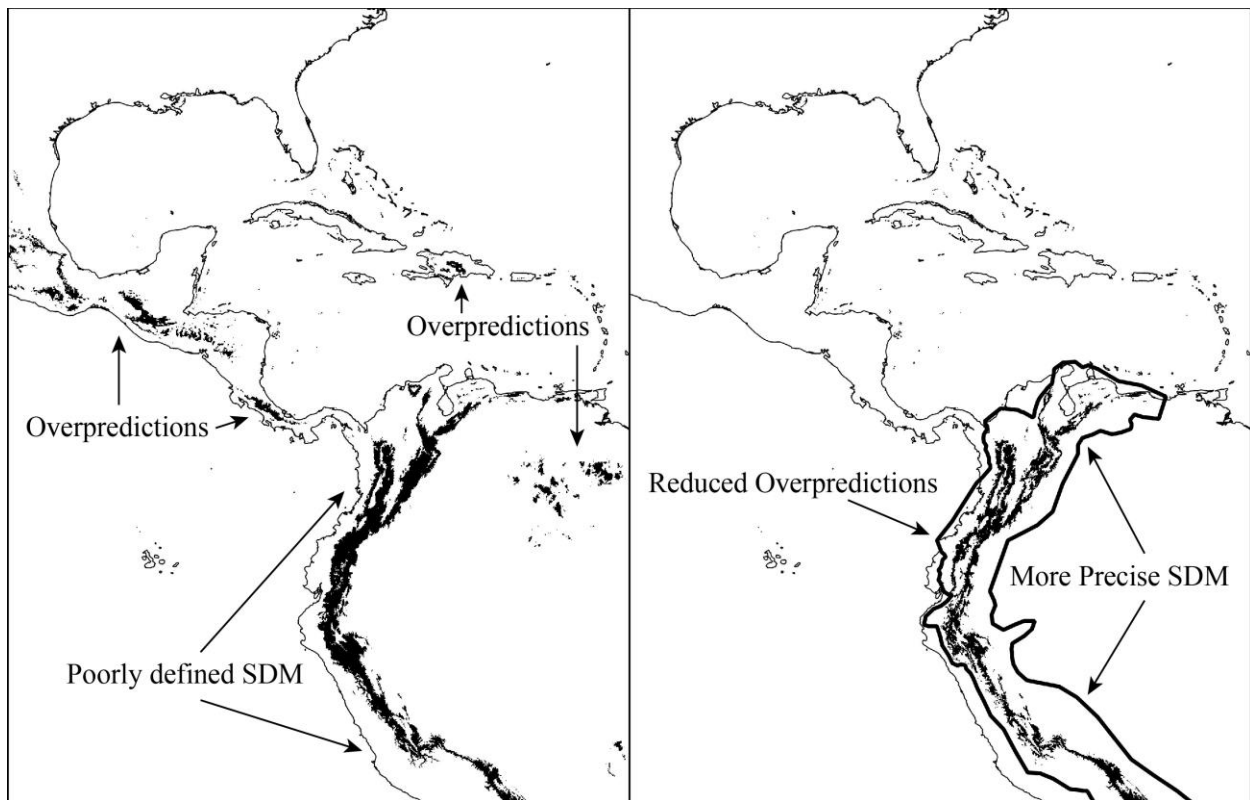 Overpredictions
Overpredictions
Poorly defined SDM
Reduced Overpredictions
More Precise SDM